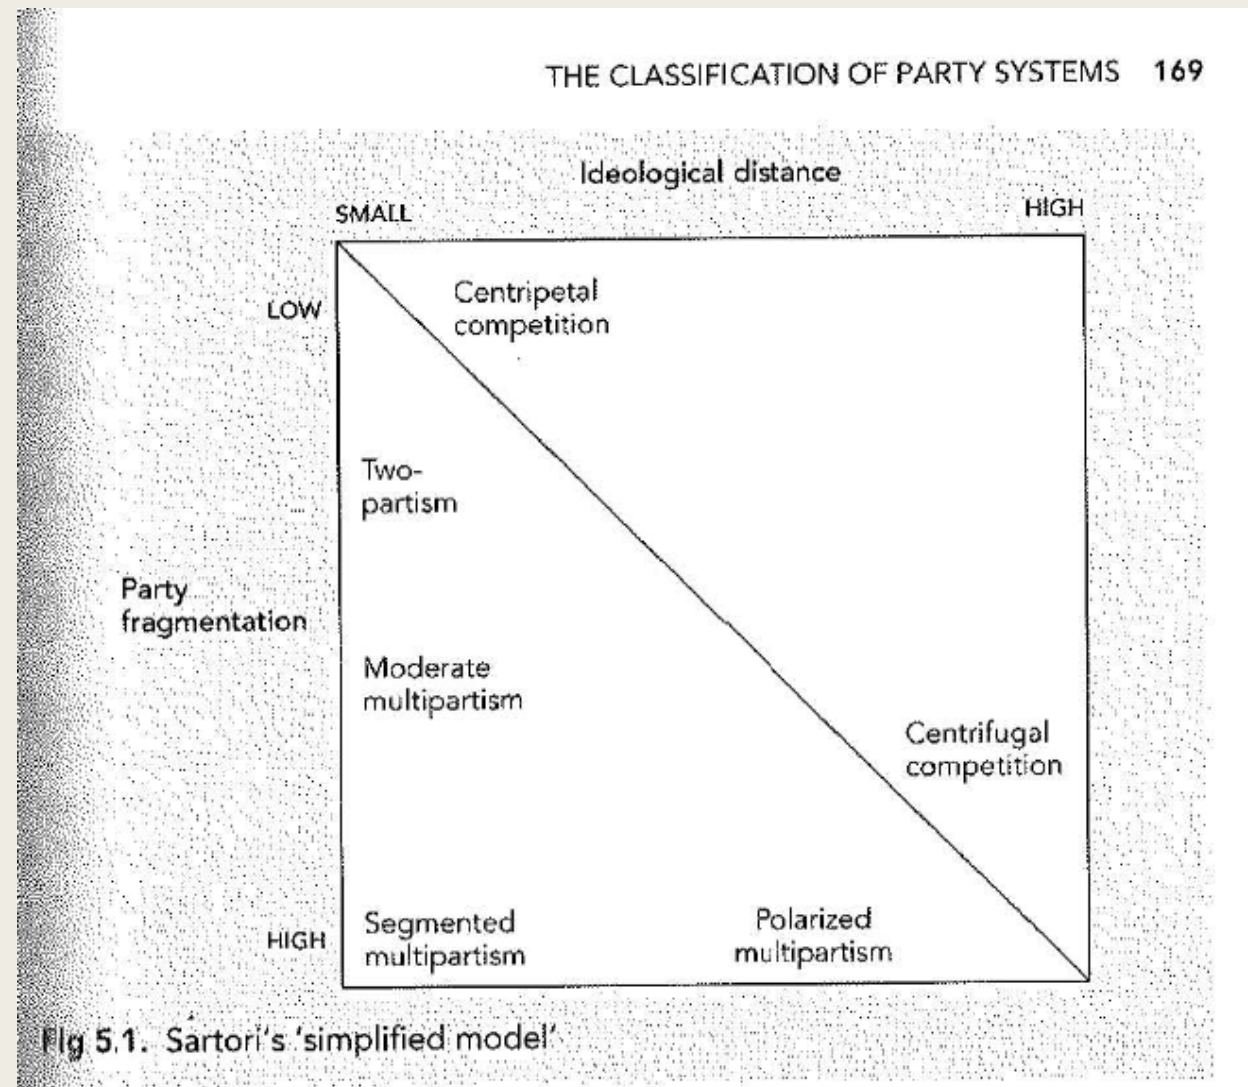 THE CLASSIFICATION OF PARTY SYSTEMS 169
Ideological distance
SMALL
HIGH
LOW
Centripetal
competition
Two-
partism
Party
fragmentation
Moderate
multipartism
Centrifugal
competition
HIGH
Segmented
multipartism
Polarized
multipartism
Fig 5.1. Sartori's 'simplified model'